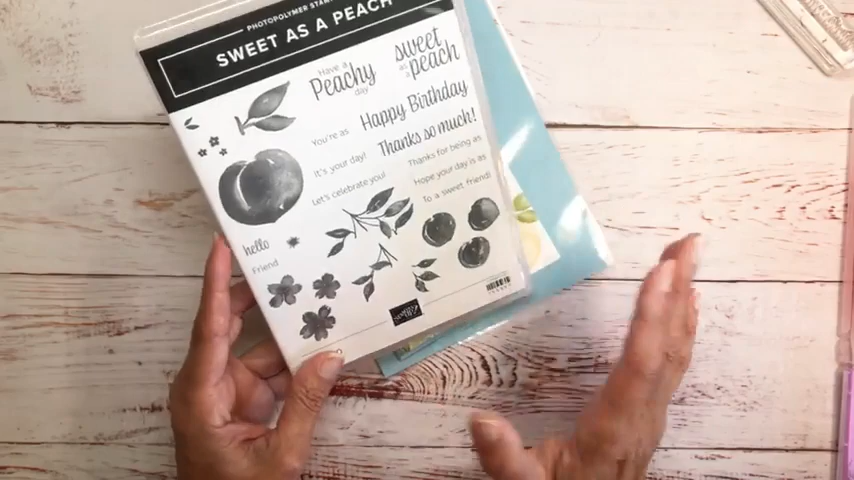 PHOTOPOLYMER
SWEET AS A PEACH
Have a
Peachy
day
sweet
as a
peach
Happy Birthday
You're as
Thanks so much!
It's your day!
Thanks for being as
Let's celebrate you!
Hope your day is as
To a sweet friend!
hello
Friend